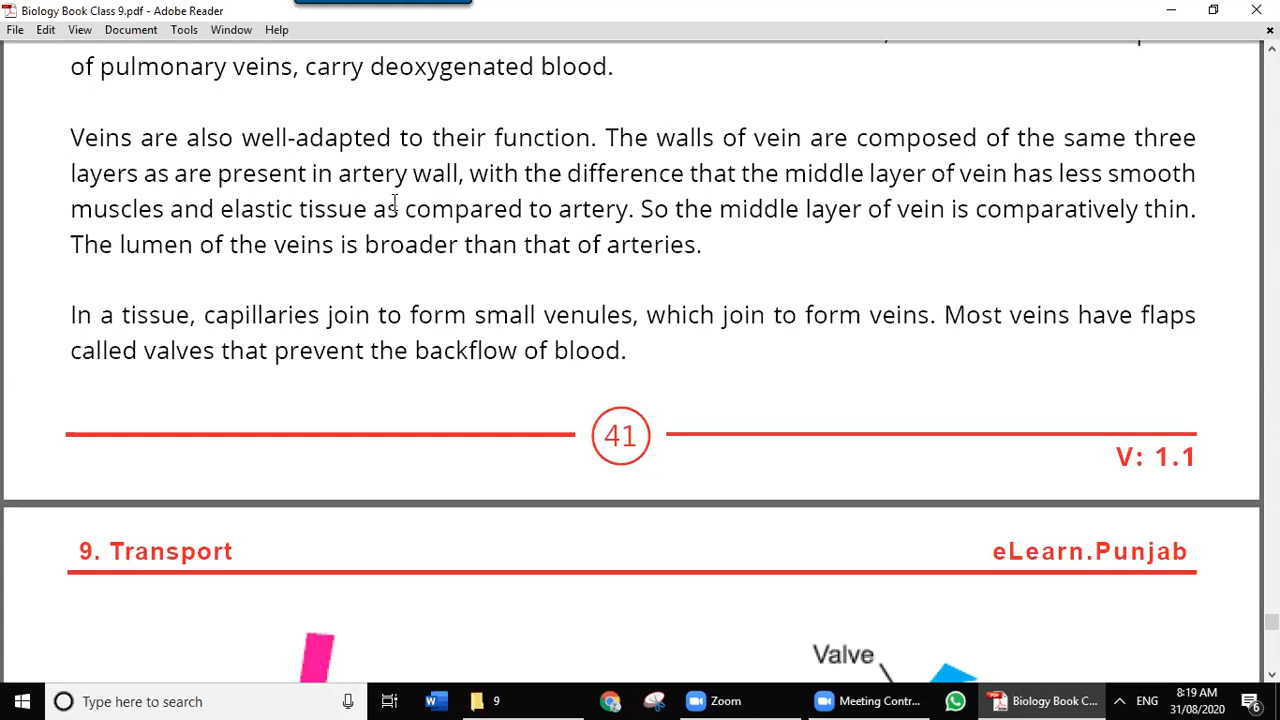 Biology Book Class 9.pdf - Adobe Reader
File Edit View Document Tools Window Help
of pulmonary veins, carry deoxygenated blood.
Veins are also well-adapted to their function. The walls of vein are composed of the same three
layers as are present in artery wall, with the difference that the middle layer of vein has less smooth
muscles and elastic tissue as compared to artery. So the middle layer of vein is comparatively thin.
The lumen of the veins is broader than that of arteries.
In a tissue, capillaries join to form small venules, which join to form veins. Most veins have flaps
called valves that prevent the backflow of blood.
41
V: 1.1
9. Transport eLearn.Punjab
Valve
Type here to search 9 Zoom Meeting Contr... Biology Book C... ENG 8:19 AM
31/08/2020 6